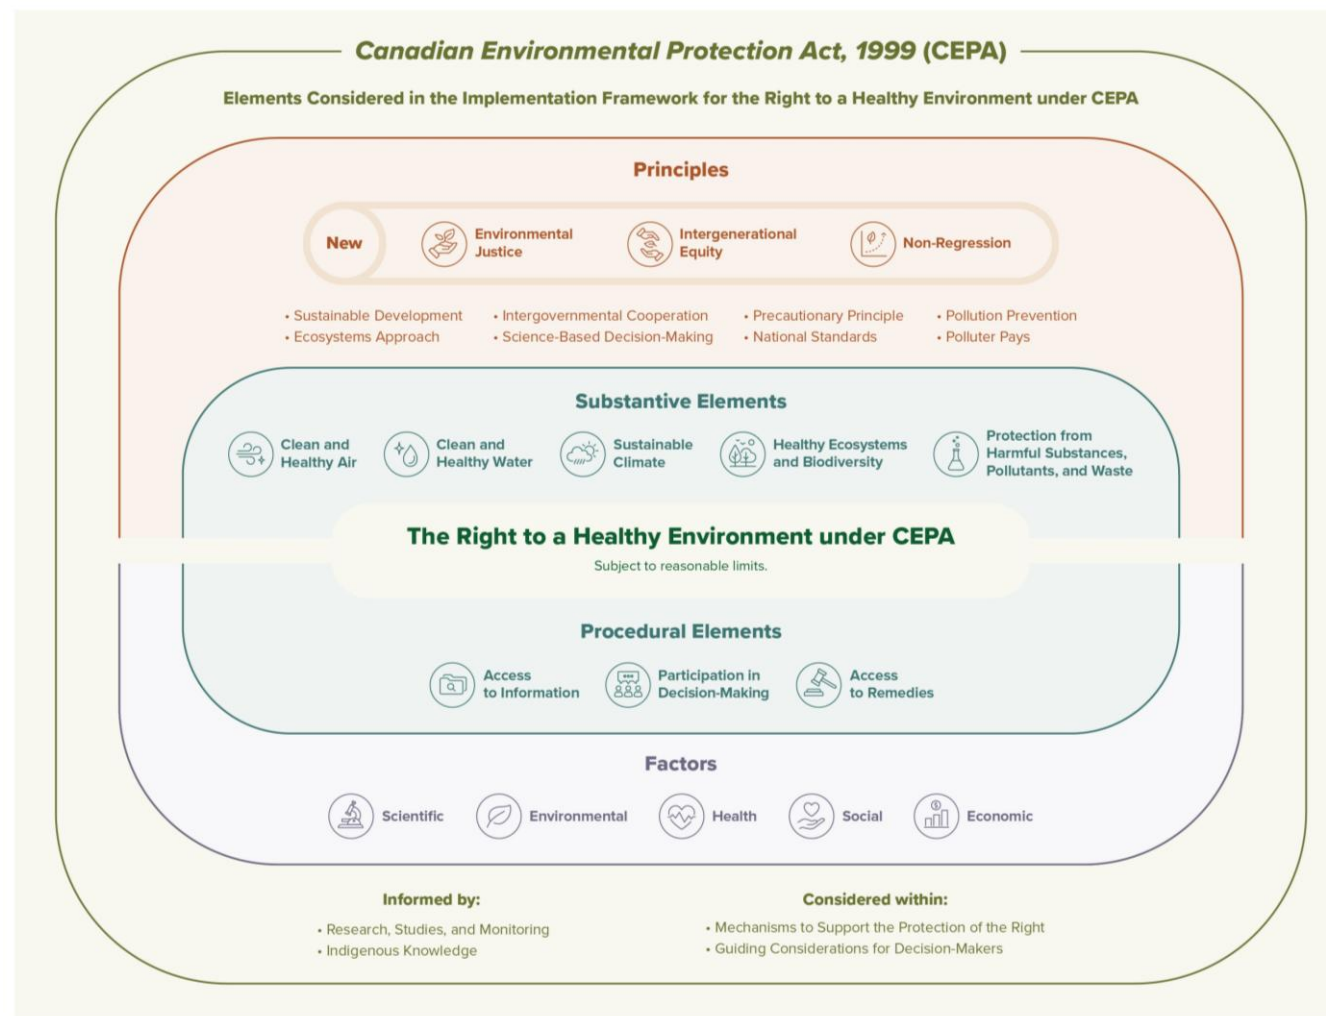 Canadian Environmental Protection Act, 1999 (CEPA)
Elements Considered in the Implementation Framework for the Right to a Healthy Environment under CEPA
Principles
New
Environmental
Justice
Intergenerational
Equity
Non-Regression
• Sustainable Development
• Ecosystems Approach
• Intergovernmental Cooperation
• Science-Based Decision-Making
• Precautionary Principle
• National Standards
• Pollution Prevention
• Polluter Pays
Substantive Elements
Clean and
Healthy Air
Clean and
Healthy Water
Sustainable
Climate
Healthy Ecosystems
and Biodiversity
Protection from
Harmful Substances,
Pollutants, and Waste
The Right to a Healthy Environment under CEPA
Subject to reasonable limits.
Procedural Elements
Access
to Information
Participation in
Decision-Making
Access
to Remedies
Factors
Scientific
Environmental
Health
Social
Economic
Informed by:
• Research, Studies, and Monitoring
• Indigenous Knowledge
Considered within:
• Mechanisms to Support the Protection of the Right
• Guiding Considerations for Decision-Makers